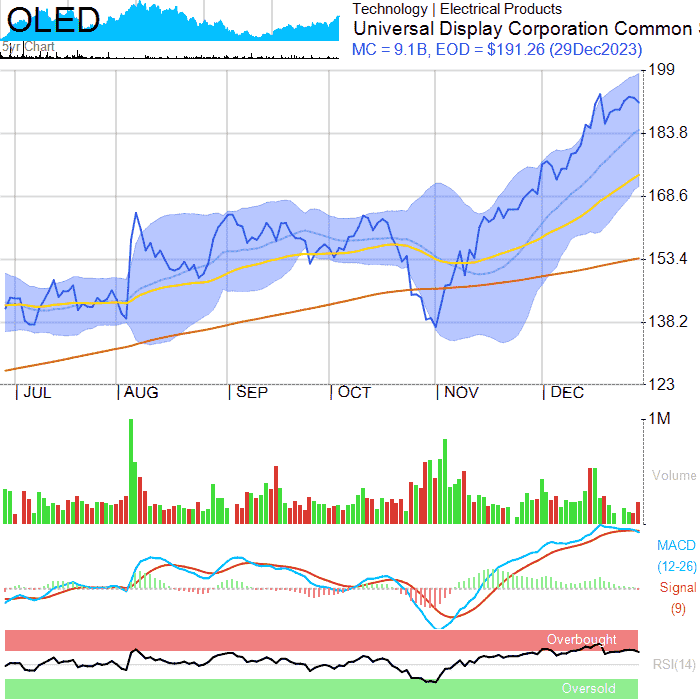 OLED
5yr Chart
Technology | Electrical Products
Universal Display Corporation Common
MC = 9.1B, EOD = $191.26 (29Dec2023)
199
183.8
168.6
153.4
138.2
123
JUL AUG SEP OCT NOV DEC
1M
Volume
MACD
(12-26)
Signal
(9)
Overbought
RSI(14)
Oversold